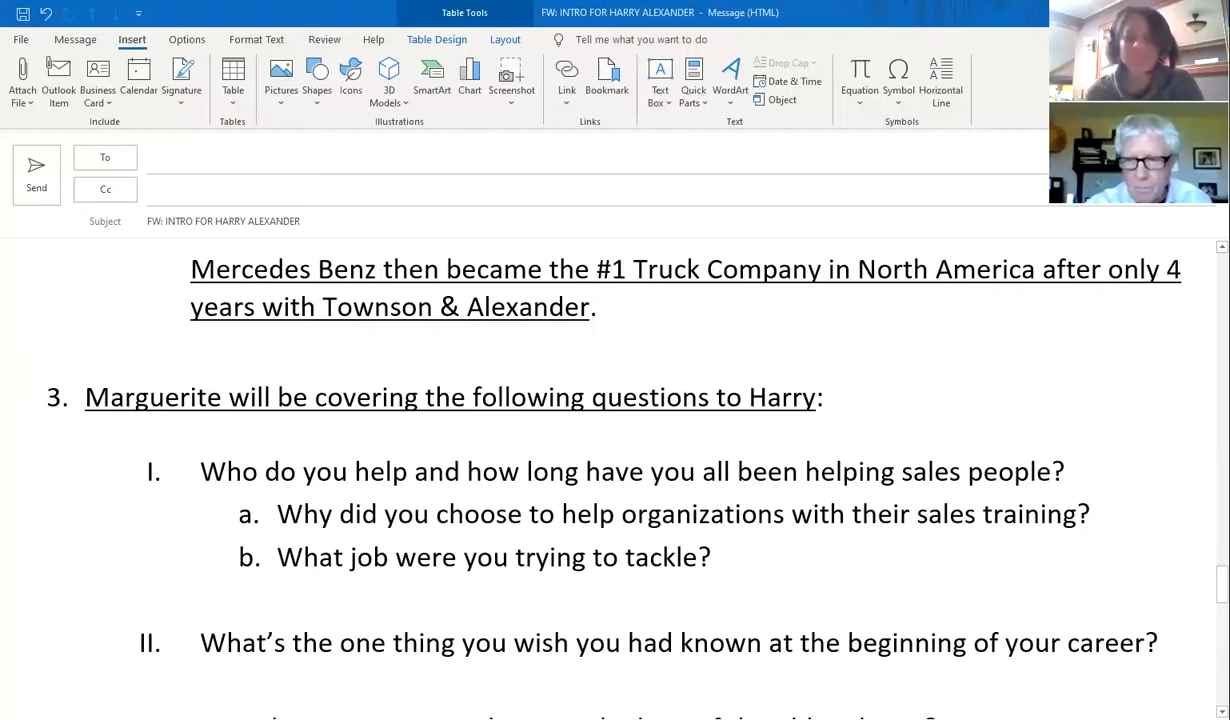 Table Tools
FW: INTRO FOR HARRY ALEXANDER - Message (HTML)
File Message Insert Options Format Text Review Help Table Design Layout Tell me what you want to do
Attach File Outlook Item Business Card Calendar Signature Table Pictures Shapes Icons 3D Models SmartArt Chart Screenshot Link Bookmark Text Box Quick Parts WordArt Drop Cap Date & Time Object Equation Symbol Horizontal Line
Include Tables Illustrations Links Text Symbols
Send
To
Cc
Subject FW: INTRO FOR HARRY ALEXANDER
Mercedes Benz then became the #1 Truck Company in North America after only 4
years with Townson & Alexander.
3. Marguerite will be covering the following questions to Harry:
I. Who do you help and how long have you all been helping sales people?
a. Why did you choose to help organizations with their sales training?
b. What job were you trying to tackle?
II. What's the one thing you wish you had known at the beginning of your career?